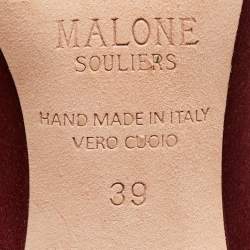 MALONE
SOULIERS
HAND MADE IN ITALY
VERO CUOIO
39